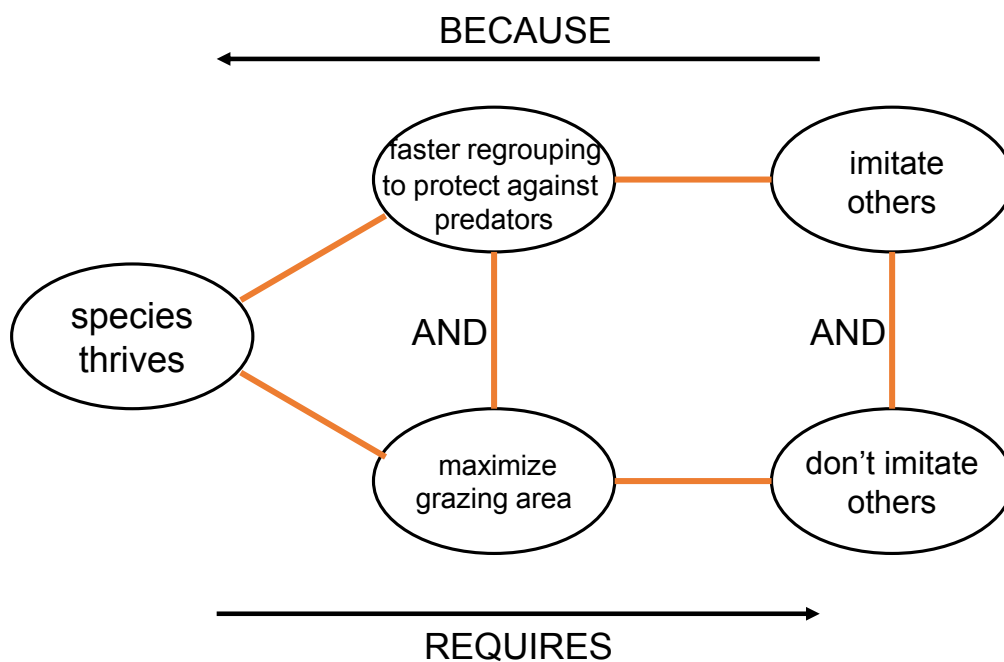 BECAUSE
faster regrouping
to protect against
predators
imitate
others
species
thrives
AND
AND
maximize
grazing area
don't imitate
others
REQUIRES